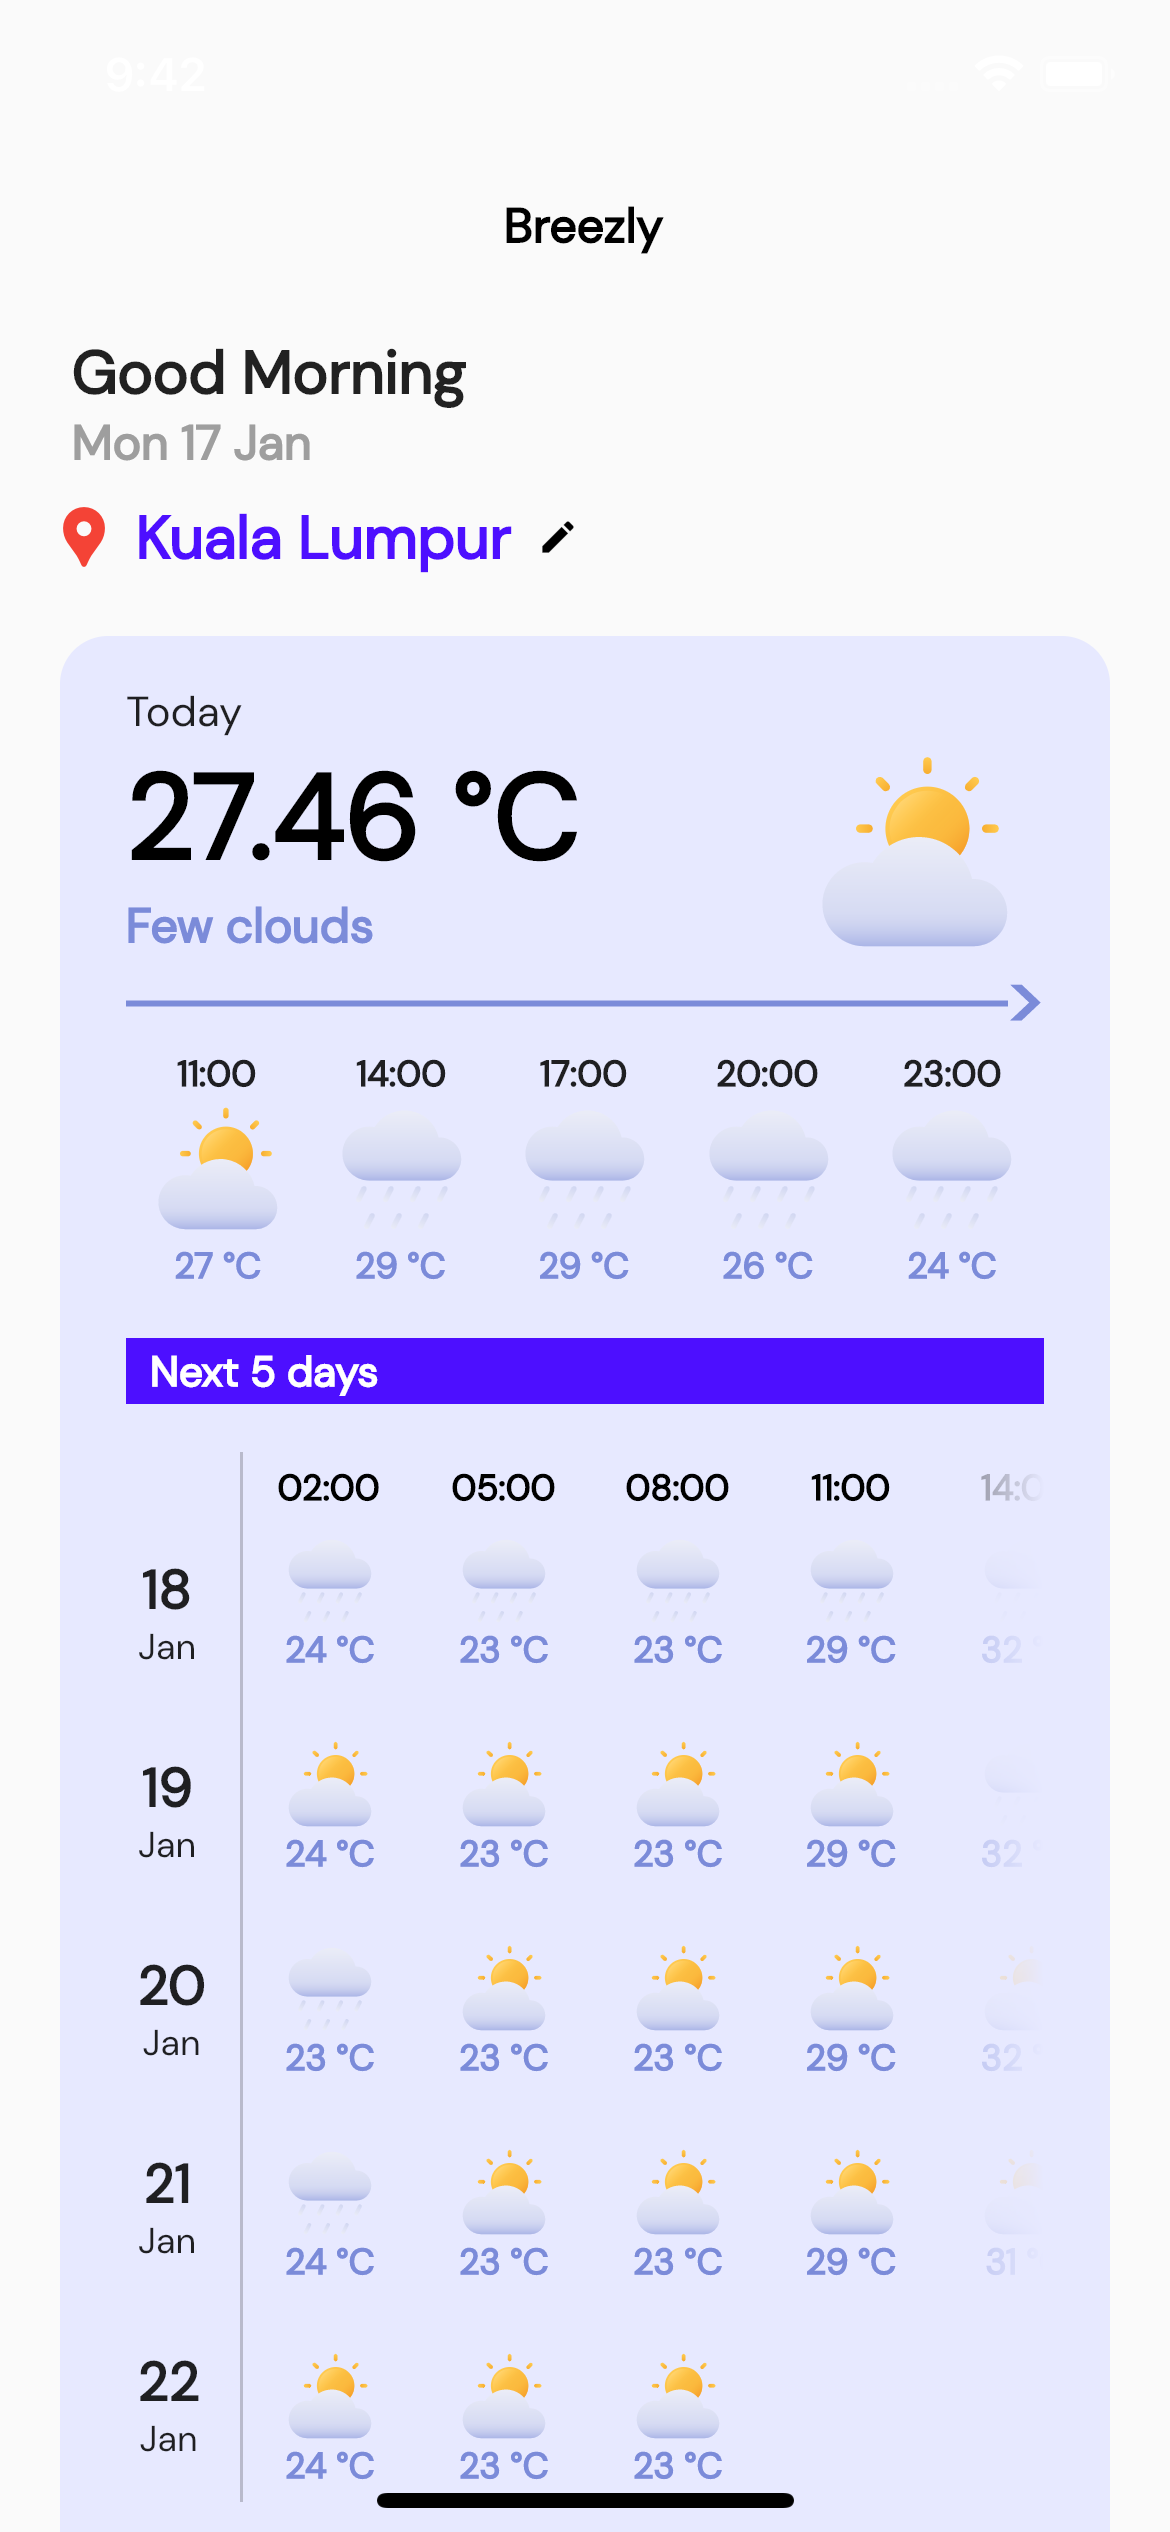 9:42
Breezly
Good Morning
Mon 17 Jan
Kuala Lumpur
Today
27.46 °C
Few clouds
11:00 14:00 17:00 20:00 23:00
27 °C 29 °C 29 °C 26 °C 24 °C
Next 5 days
02:00 05:00 08:00 11:00
18
Jan
24 °C 23 °C 23 °C 29 °C 32 °
19
Jan
24 °C 23 °C 23 °C 29 °C 32 °
20
Jan
23 °C 23 °C 23 °C 29 °C 32 °
21
Jan
24 °C 23 °C 23 °C 29 °C 31 °
22
Jan
24 °C 23 °C 23 °C